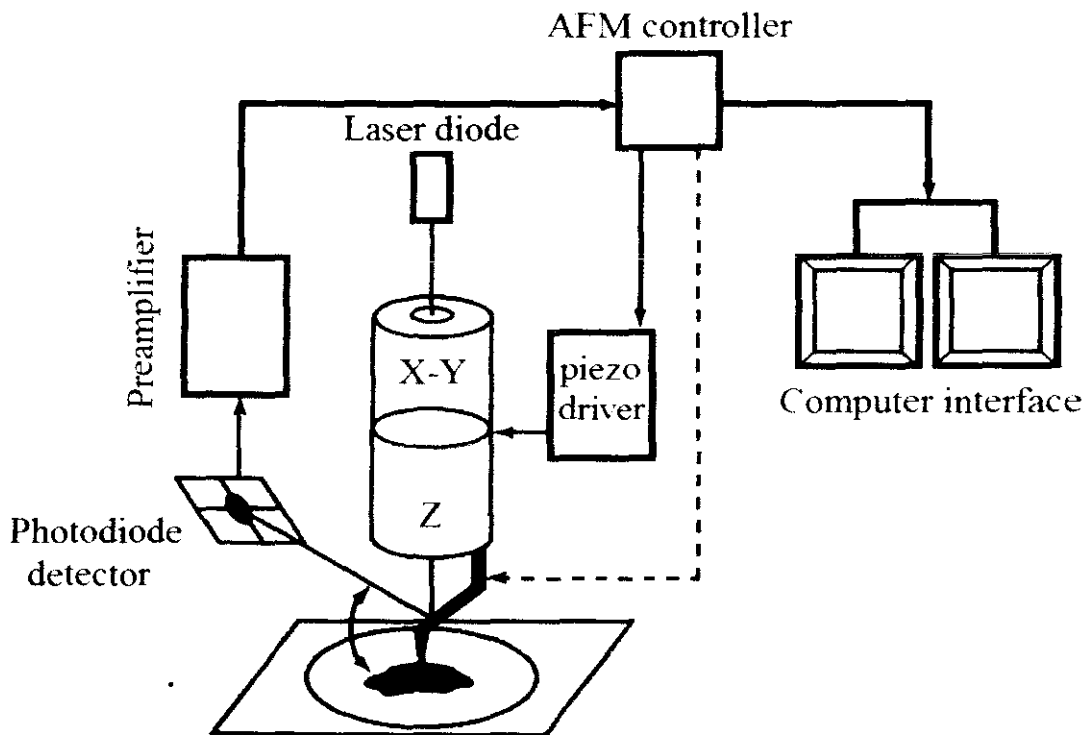 AFM controller
Laser diode
Preamplifier
X-Y
piezo
driver
Computer interface
Z
Photodiode
detector